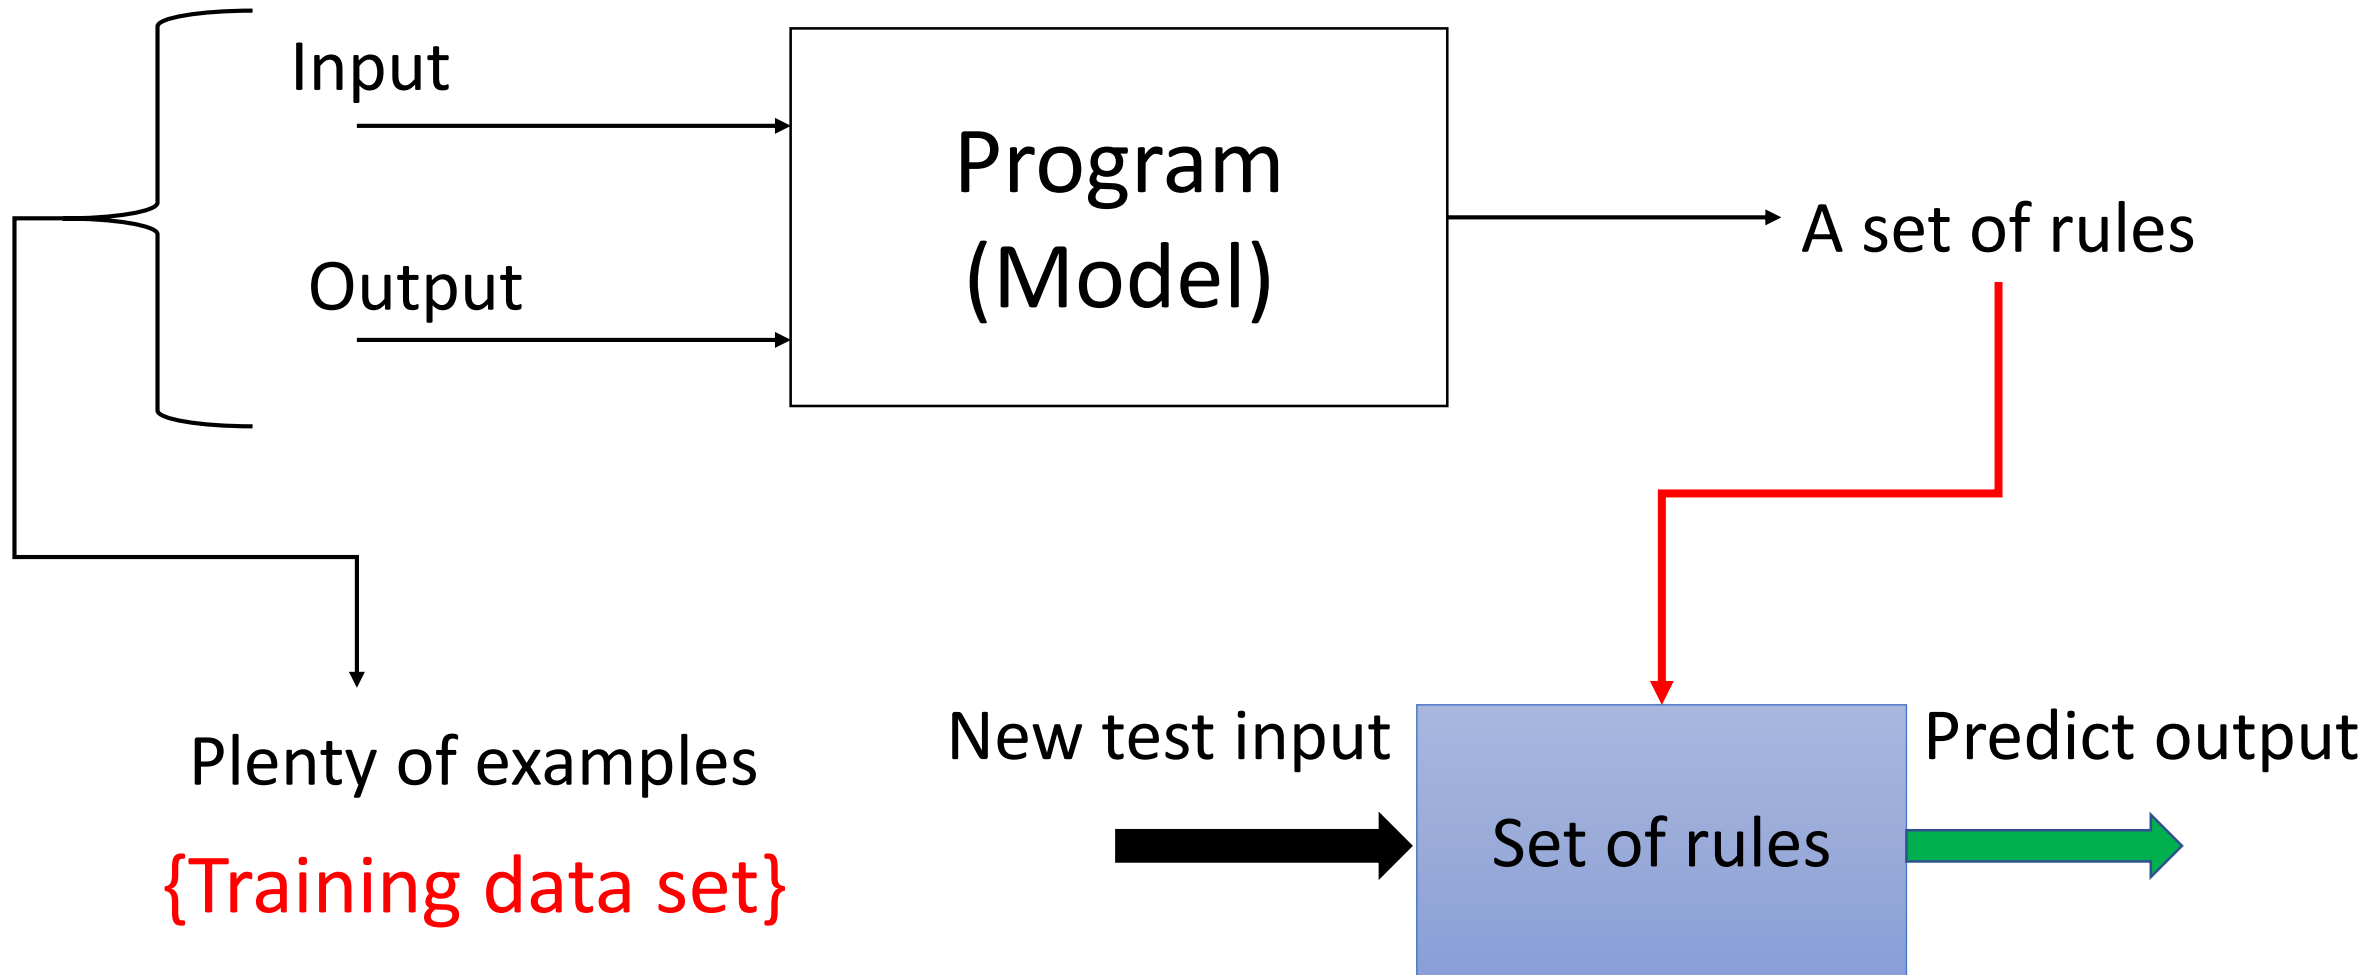 Input
Output
Program
(Model)
A set of rules
Plenty of examples
{Training data set}
New test input
Set of rules
Predict output